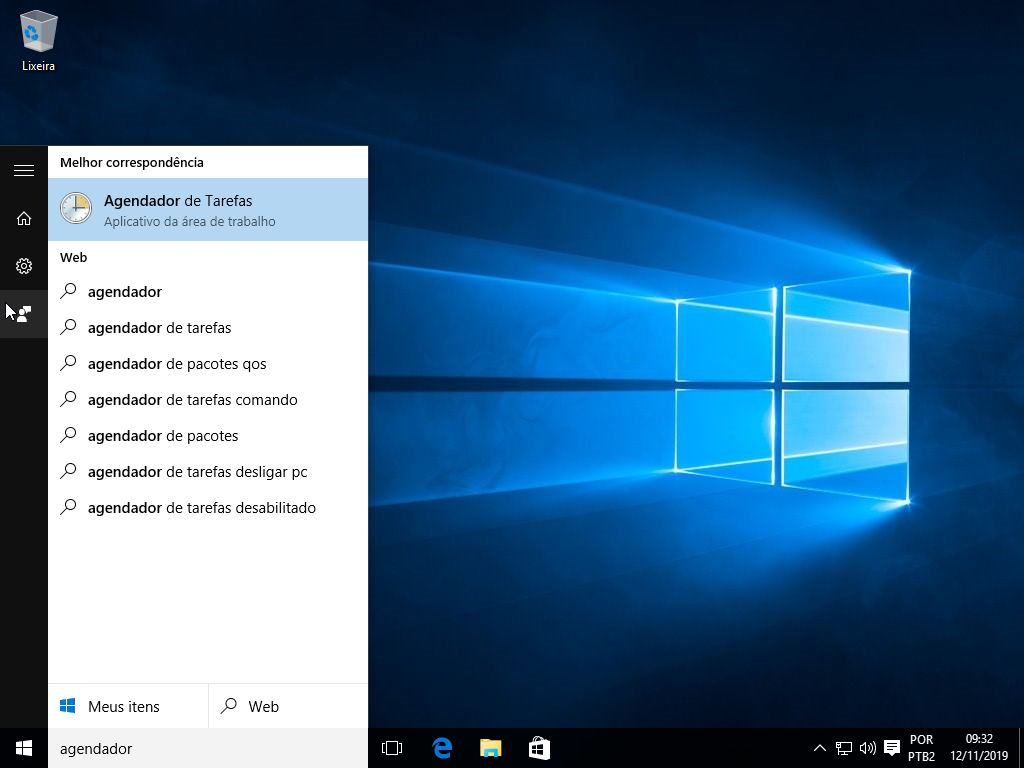 Lixeira
Melhor correspondência
Agendador de Tarefas
Aplicativo da área de trabalho
Web
agendador
agendador de tarefas
agendador de pacotes qos
agendador de tarefas comando
agendador de pacotes
agendador de tarefas desligar pc
agendador de tarefas desabilitado
Meus itens
Web
agendador
POR
PTB2
09:32
12/11/2019